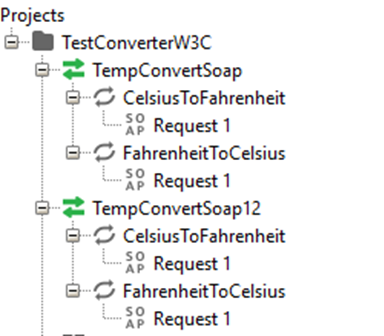 Projects
TestConverterW3C
TempConvertSoap
CelsiusToFahrenheit
SO AP Request 1
FahrenheitToCelsius
SO AP Request 1
TempConvertSoap12
CelsiusToFahrenheit
SO AP Request 1
FahrenheitToCelsius
SO AP Request 1